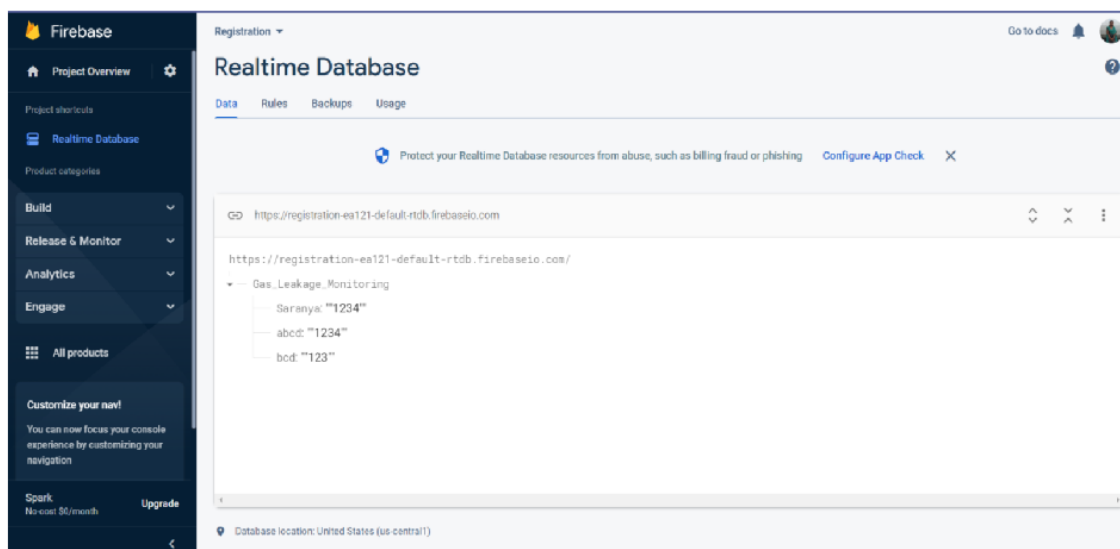 Firebase
Project Overview
Project shortcuts
Realtime Database
Product categories
Build
Release & Monitor
Analytics
Engage
All products
Customize your nav!
You can now focus your console
experience by customizing your
navigation
Spark
No-cost $0/month
Upgrade
Registration
Go to docs
Realtime Database
Data Rules Backups Usage
Protect your Realtime Database resources from abuse, such as billing fraud or phishing Configure App Check
https://registration-ea121-default-rtdb.firebaseio.com
https://registration-ea121-default-rtdb.firebaseio.com/
Gas_Leakage_Monitoring
Saranya: ""1234""
abcd: ""1234""
bcd: ""123""
Database location: United States (us-central1)